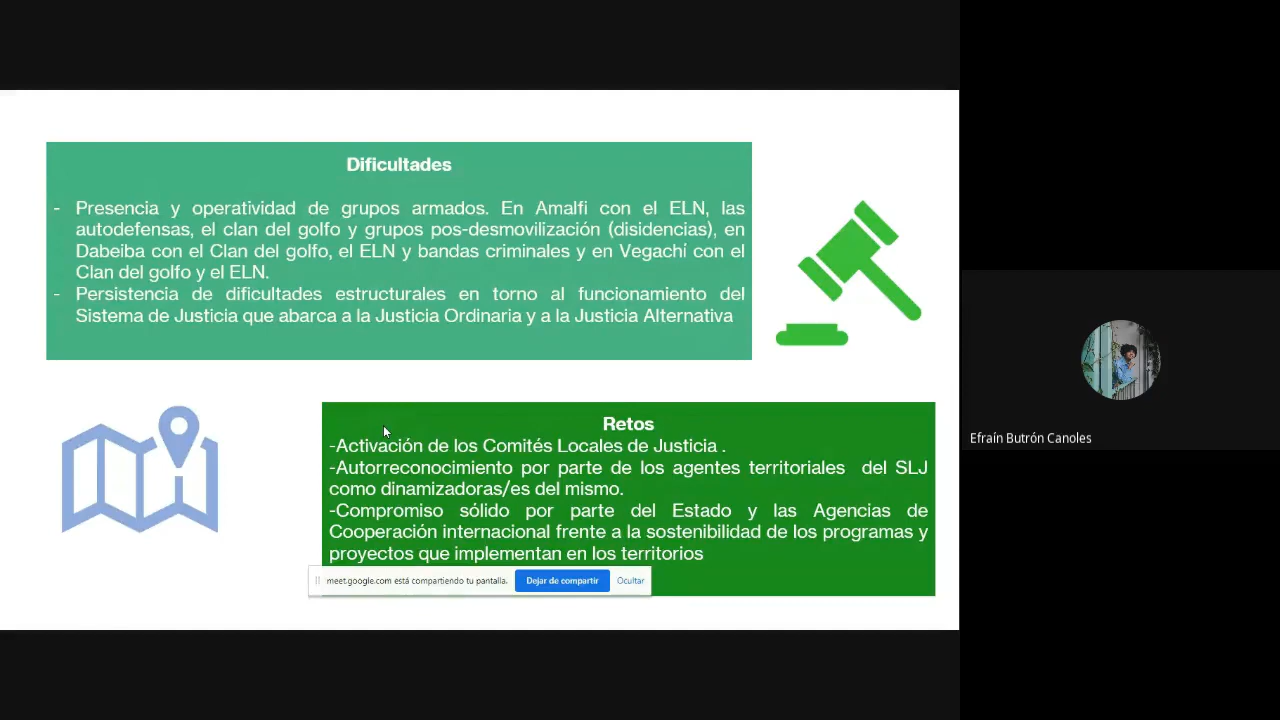 Dificultades
- Presencia y operatividad de grupos armados. En Amalfi con el ELN, las
autodefensas, el clan del golfo y grupos pos-desmovilización (disidencias), en
Dabeiba con el Clan del golfo, el ELN y bandas criminales y en Vegachí con el
Clan del golfo y el ELN.
- Persistencia de dificultades estructurales en torno al funcionamiento del
Sistema de Justicia que abarca a la Justicia Ordinaria y a la Justicia Alternativa
Retos
-Activación de los Comités Locales de Justicia .
-Autorreconocimiento por parte de los agentes territoriales del SLJ
como dinamizadoras/es del mismo.
-Compromiso sólido por parte del Estado y las Agencias de
Cooperación internacional frente a la sostenibilidad de los programas y
proyectos que implementan en los territorios
meet.google.com está compartiendo tu pantalla. Dejar de compartir Ocultar
Efraín Butrón Canoles